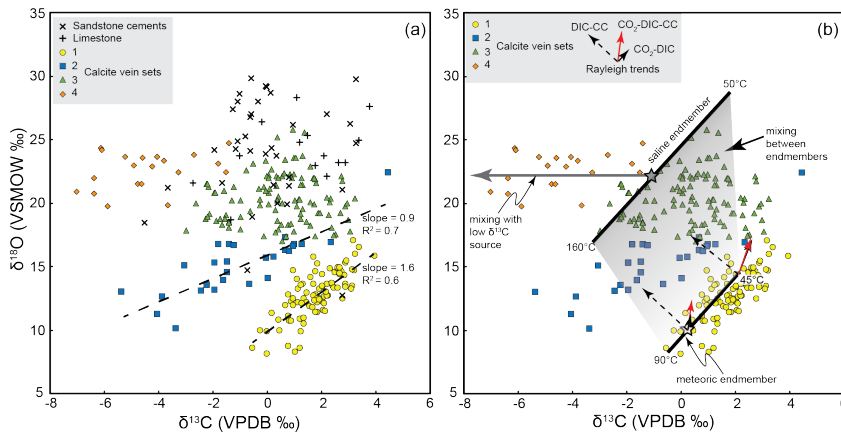 (a)
Sandstone cements
Limestone
1
2
Calcite vein sets
3
4
slope = 0.9
R² = 0.7
slope = 1.6
R² = 0.6
35
30
25
20
15
10
5
-8
-6
-4
-2
0
2
4
6
δ¹⁸O (VSMOW ‰)
δ¹³C (VPDB ‰)
(b)
1
2
Calcite vein sets
3
4
DIC-CC
CO₂-DIC-CC
CO₂-DIC
Rayleigh trends
50°C
saline endmember
mixing
between
endmembers
mixing with
low δ¹³C
source
160°C
45°C
90°C
meteoric endmember
35
30
25
20
15
10
5
-8
-6
-4
-2
0
2
4
6
δ¹³C (VPDB ‰)